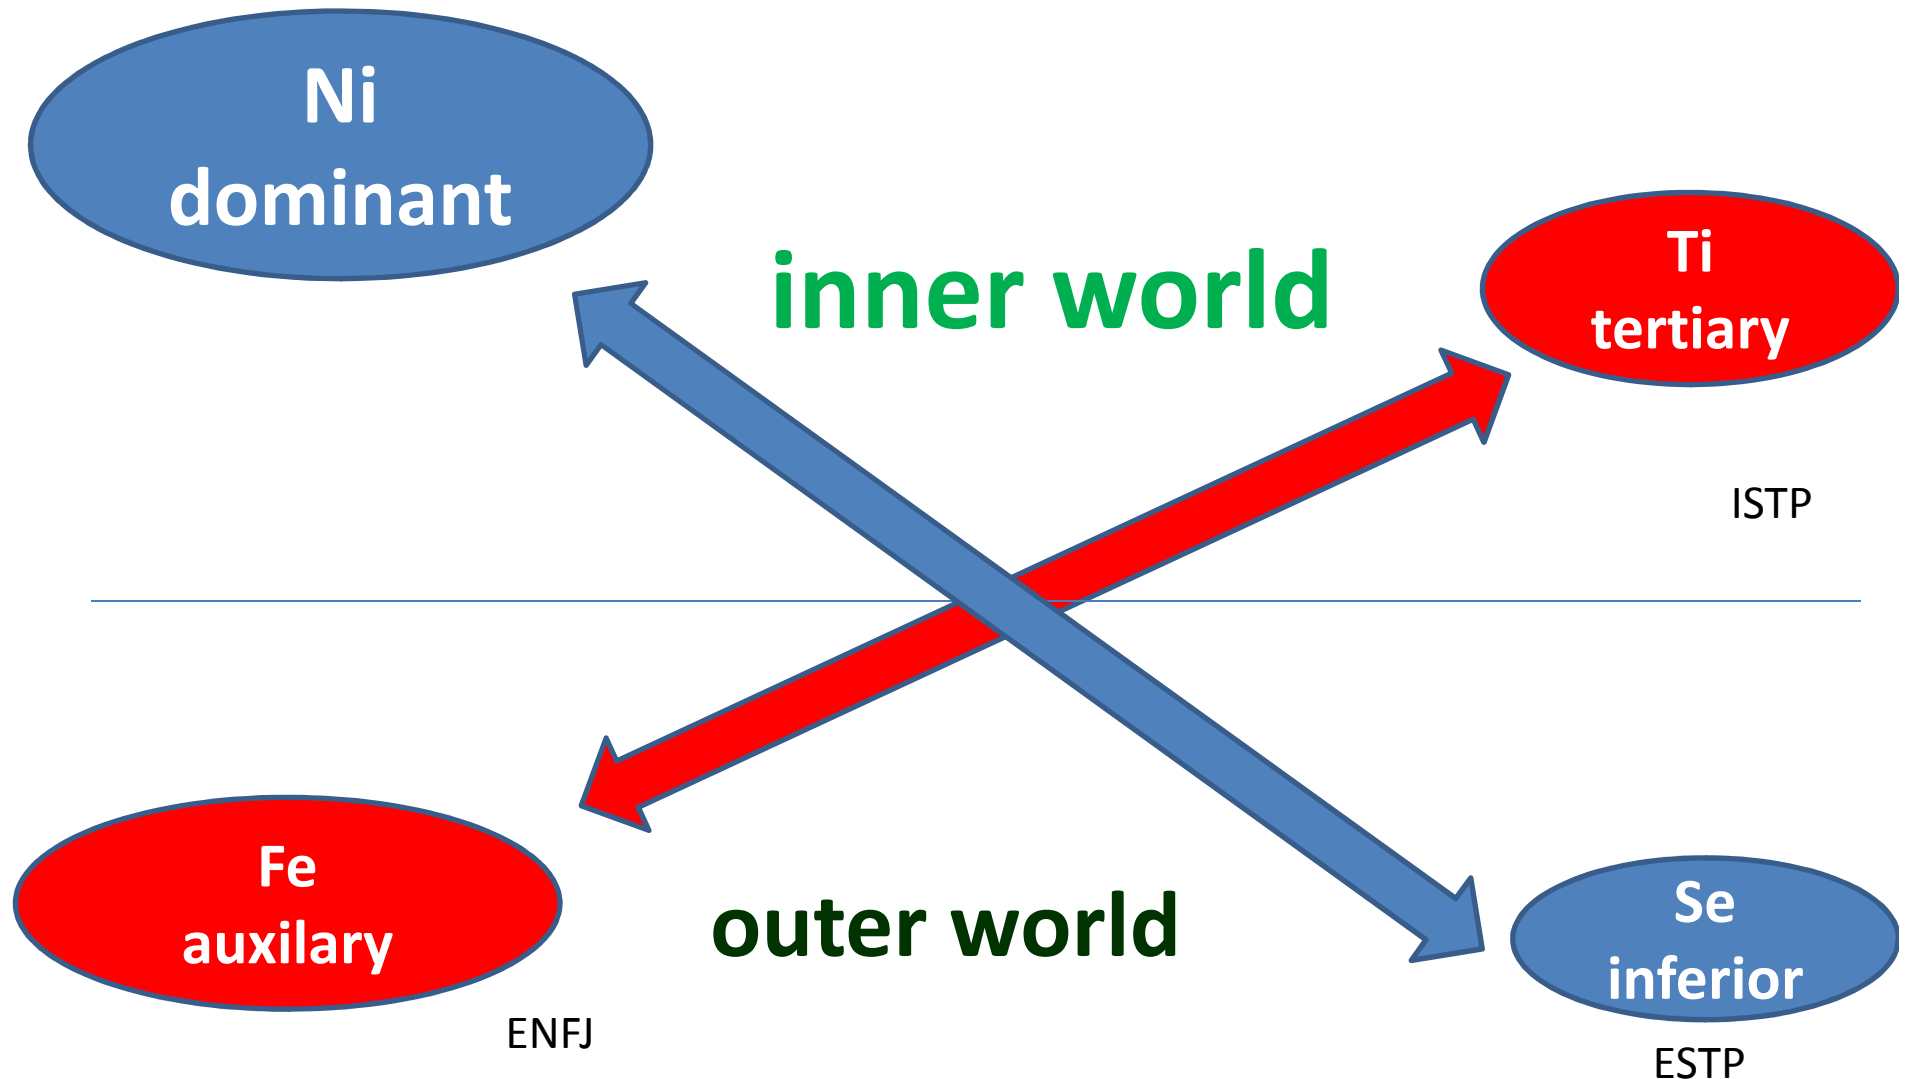 Ni
dominant
inner world
Ti
tertiary
ISTP
Fe
auxilary
outer world
Se
inferior
ENFJ
ESTP